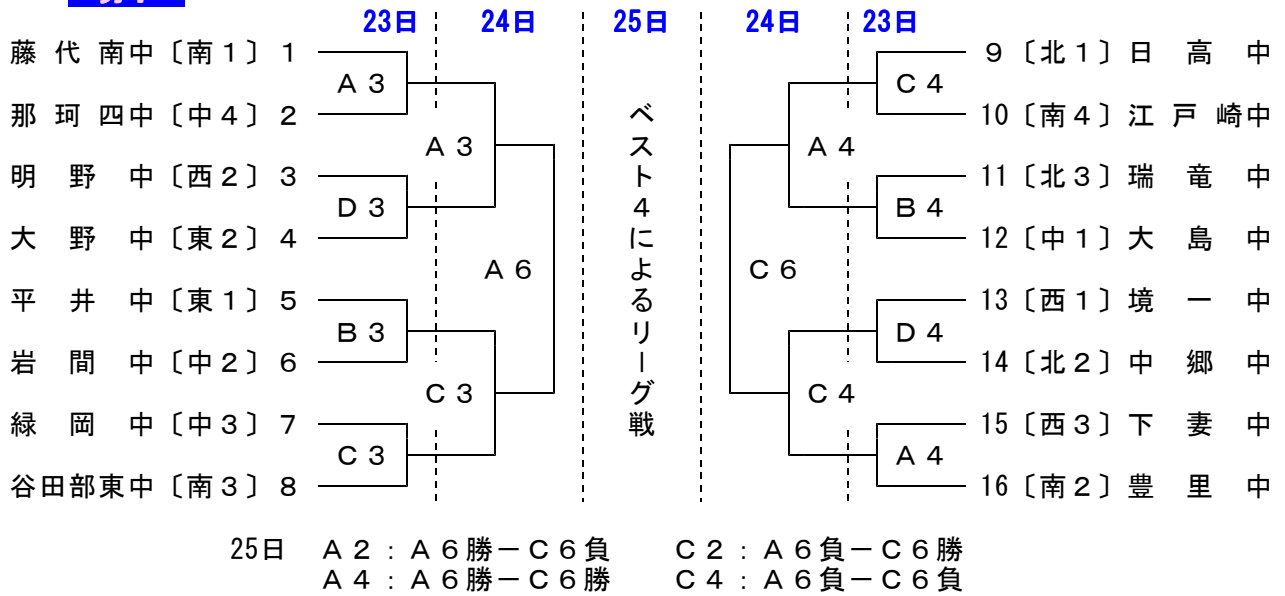 23日 24日 25日 24日 23日
藤代南中〔南1〕1
那珂四中〔中4〕2
明野中〔西2〕3
大野中〔東2〕4
平井中〔東1〕5
岩間中〔中2〕6
緑岡中〔中3〕7
谷田部東中〔南3〕8
A3
D3
B3
C3
A3
C3
A6
ベスト4によるリーグ戦
C6
A4
C4
C4
B4
D4
A4
9〔北1〕日高中
10〔南4〕江戸崎中
11〔北3〕瑞竜中
12〔中1〕大島中
13〔西1〕境一中
14〔北2〕中郷中
15〔西3〕下妻中
16〔南2〕豊里中
25日 A2:A6勝-C6負 C2:A6負-C6勝
A4:A6勝-C6勝 C4:A6負-C6負